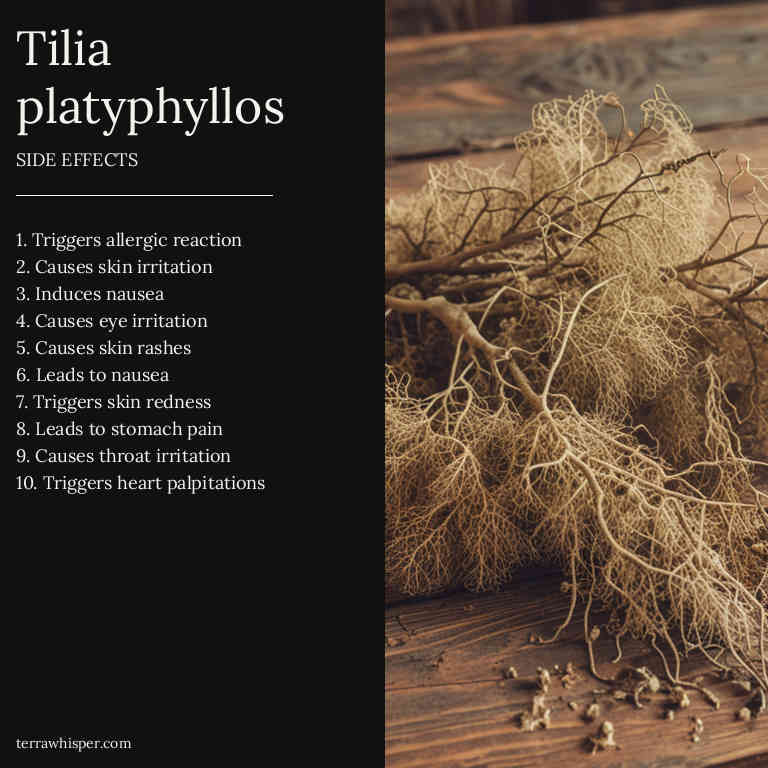 Tilia
platyphyllos
SIDE EFFECTS
1. Triggers allergic reaction
2. Causes skin irritation
3. Induces nausea
4. Causes eye irritation
5. Causes skin rashes
6. Leads to nausea
7. Triggers skin redness
8. Leads to stomach pain
9. Causes throat irritation
10. Triggers heart palpitations
terrawhisper.com